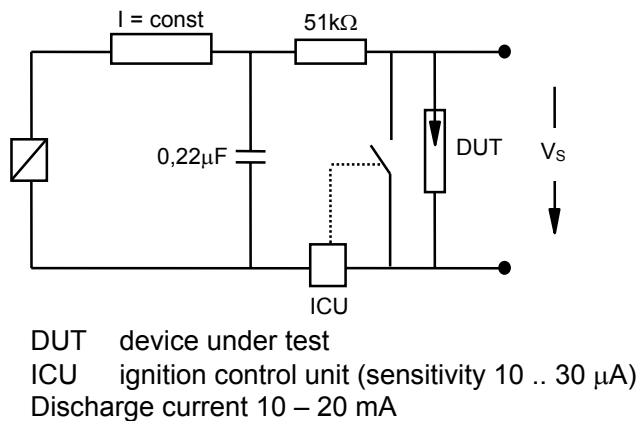 I = const
51kΩ
0,22μF
DUT
VS
ICU
DUT device under test
ICU ignition control unit (sensitivity 10 .. 30 μA)
Discharge current 10 – 20 mA